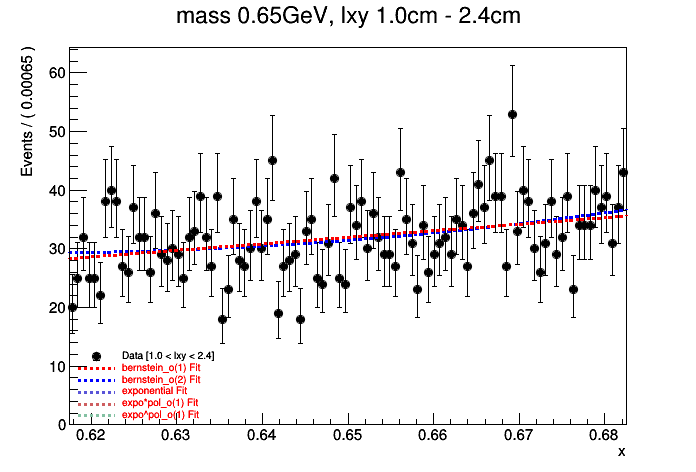 mass 0.65GeV, lxy 1.0cm - 2.4cm
Events / ( 0.00065 )
60
50
40
30
20
10
0
Data [1.0 < lxy < 2.4]
bernstein_o(1) Fit
bernstein_o(2) Fit
exponential Fit
expo*pol_o(1) Fit
expo^pol_o(1) Fit
0.62 0.63 0.64 0.65 0.66 0.67 0.68
x